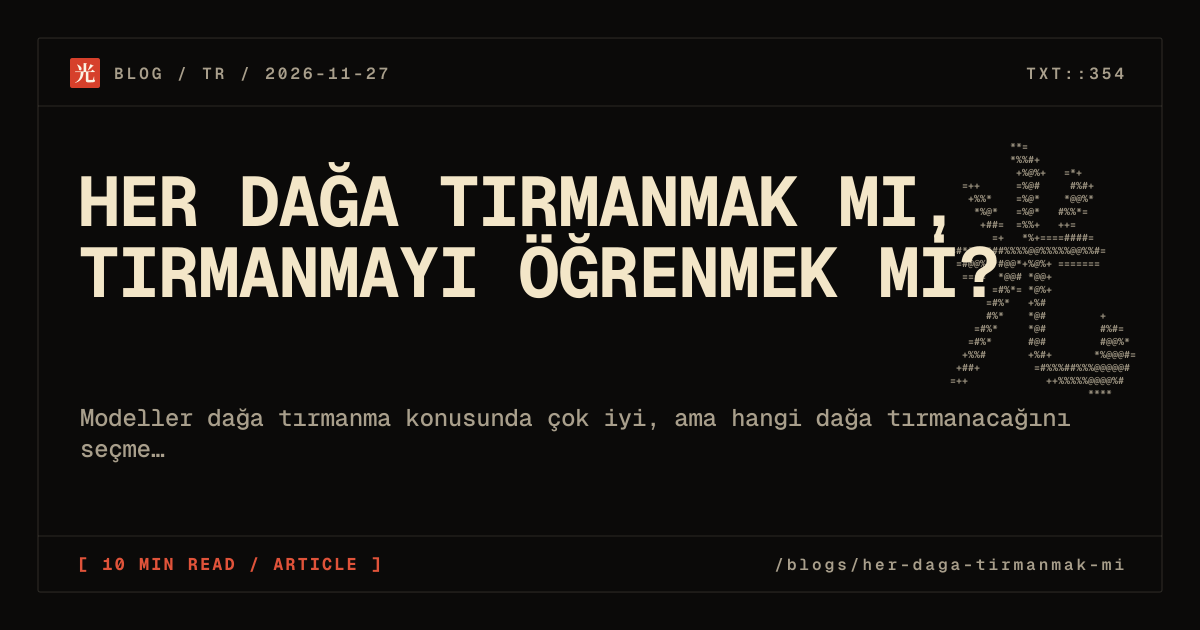 光 BLOG / TR / 2026-11-27
TXT::354
HER DAĞA TIRMANMAK MI,
TIRMANMAYI ÖĞRENMEK Mİ?
Modeller dağa tırmanma konusunda çok iyi, ama hangi dağa tırmanacağını
seçme…
[ 10 MIN READ / ARTICLE ]
/blogs/her-daga-tirmanmak-mi